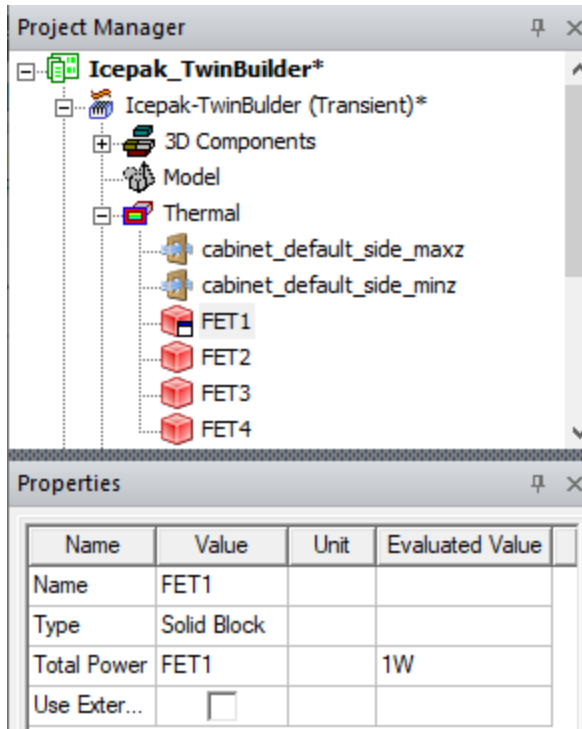 Project Manager
Icepak_TwinBuilder*
Icepak-TwinBulder (Transient)*
3D Components
Model
Thermal
cabinet_default_side_maxz
cabinet_default_side_minz
FET1
FET2
FET3
FET4
Properties
Name Value Unit Evaluated Value
Name FET1
Type Solid Block
Total Power FET1 1W
Use Exter...